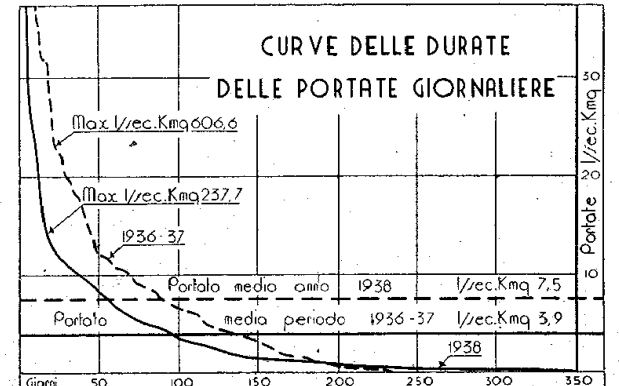 CURVE DELLE DURATE
DELLE PORTATE GIORNALIERE
30
Max l/sec.Kmq 606,6
20
Max l/sec.Kmq 237,7
1936-37
10
Portate l/sec.Kmq
Portata media anno 1938 l/sec.Kmq 7,5
Portata media periodo 1936-37 l/sec.Kmq 3,9
1938
Giorni 50 100 150 200 250 300 350